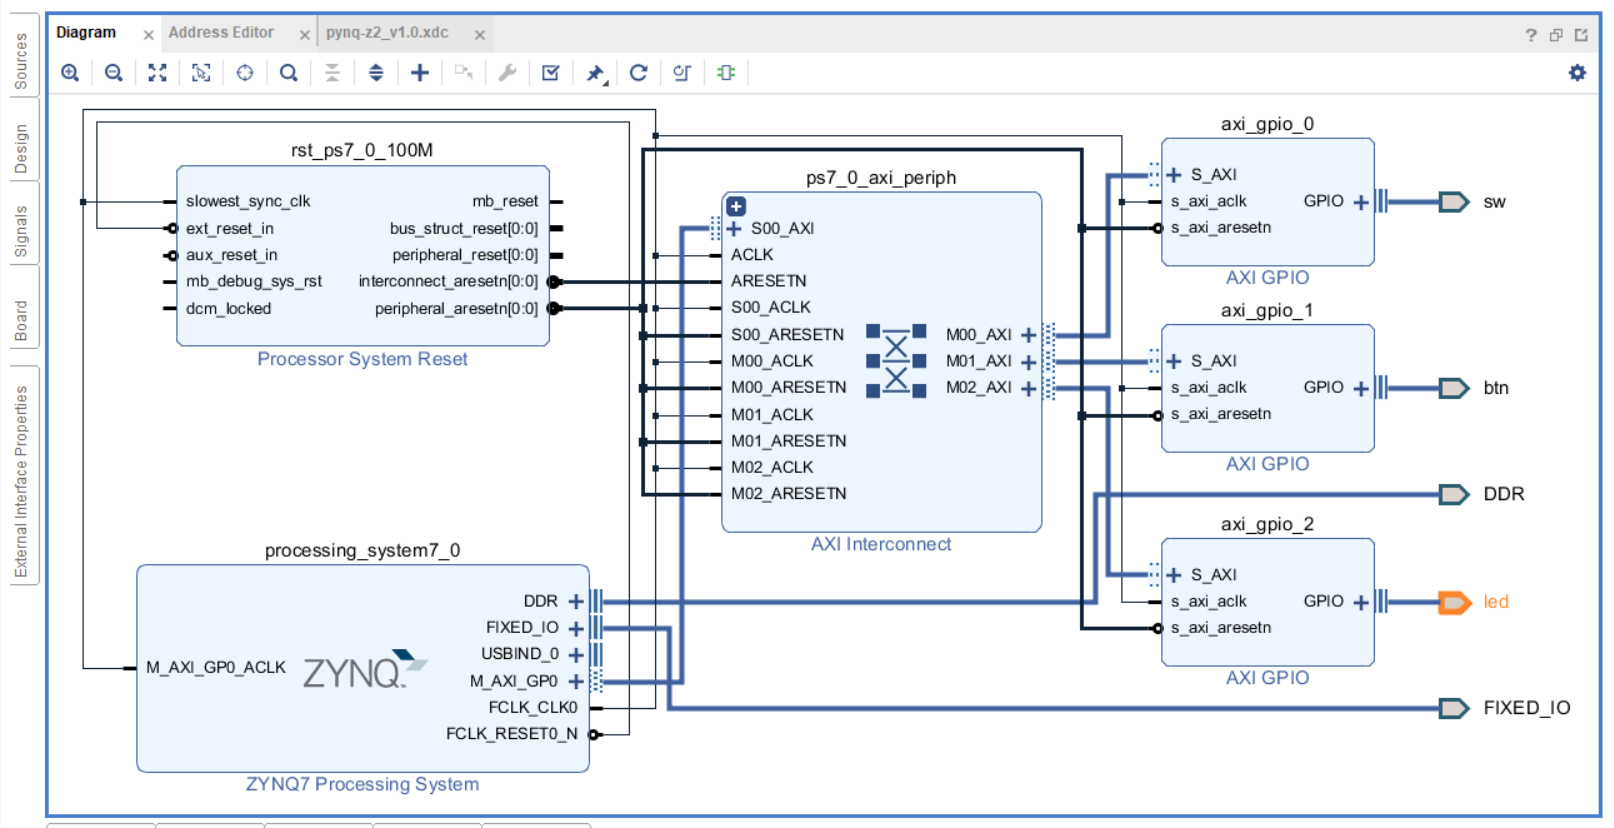 Diagram
Address Editor
pynq-z2_v1.0.xdc
Sources
Design
Signals
Board
External Interface Properties
rst_ps7_0_100M
slowest_sync_clk
ext_reset_in
aux_reset_in
mb_debug_sys_rst
dcm_locked
mb_reset
bus_struct_reset[0:0]
peripheral_reset[0:0]
interconnect_aresetn[0:0]
peripheral_aresetn[0:0]
Processor System Reset
processing_system7_0
M_AXI_GP0_ACLK
ZYNQ
DDR
FIXED_IO
USBIND_0
M_AXI_GP0
FCLK_CLK0
FCLK_RESET0_N
ZYNQ7 Processing System
ps7_0_axi_periph
S00_AXI
ACLK
ARESETN
S00_ACLK
S00_ARESETN
M00_ACLK
M00_ARESETN
M01_ACLK
M01_ARESETN
M02_ACLK
M02_ARESETN
M00_AXI
M01_AXI
M02_AXI
AXI Interconnect
axi_gpio_0
S_AXI
s_axi_aclk
s_axi_aresetn
GPIO
AXI GPIO
sw
axi_gpio_1
S_AXI
s_axi_aclk
s_axi_aresetn
GPIO
AXI GPIO
btn
DDR
axi_gpio_2
S_AXI
s_axi_aclk
s_axi_aresetn
GPIO
AXI GPIO
led
FIXED_IO